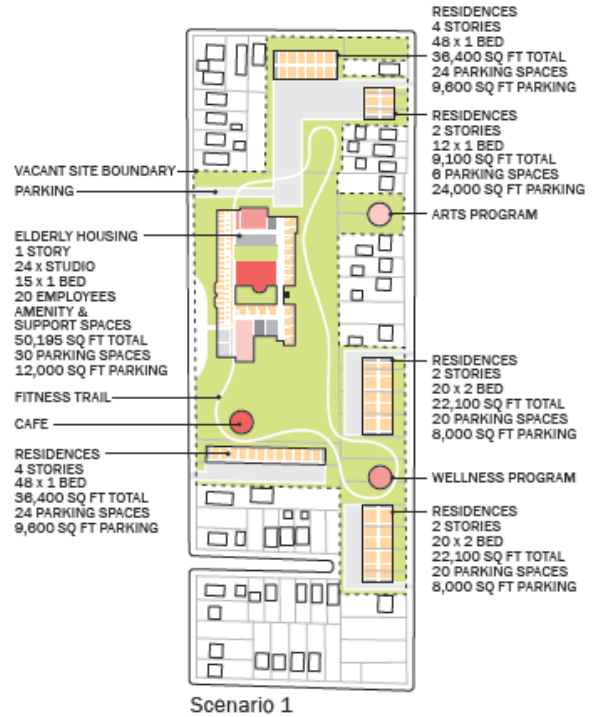 RESIDENCES
4 STORIES
48 x 1 BED
36,400 SQ FT TOTAL
24 PARKING SPACES
9,600 SQ FT PARKING
RESIDENCES
2 STORIES
12 x 1 BED
9,100 SQ FT TOTAL
6 PARKING SPACES
24,000 SQ FT PARKING
VACANT SITE BOUNDARY
PARKING
ARTS PROGRAM
ELDERLY HOUSING
1 STORY
24 x STUDIO
15 x 1 BED
20 EMPLOYEES
AMENITY &
SUPPORT SPACES
50,195 SQ FT TOTAL
30 PARKING SPACES
12,000 SQ FT PARKING
RESIDENCES
2 STORIES
20 x 2 BED
22,100 SQ FT TOTAL
20 PARKING SPACES
8,000 SQ FT PARKING
FITNESS TRAIL
CAFE
RESIDENCES
4 STORIES
48 x 1 BED
36,400 SQ FT TOTAL
24 PARKING SPACES
9,600 SQ FT PARKING
WELLNESS PROGRAM
RESIDENCES
2 STORIES
20 x 2 BED
22,100 SQ FT TOTAL
20 PARKING SPACES
8,000 SQ FT PARKING
Scenario 1